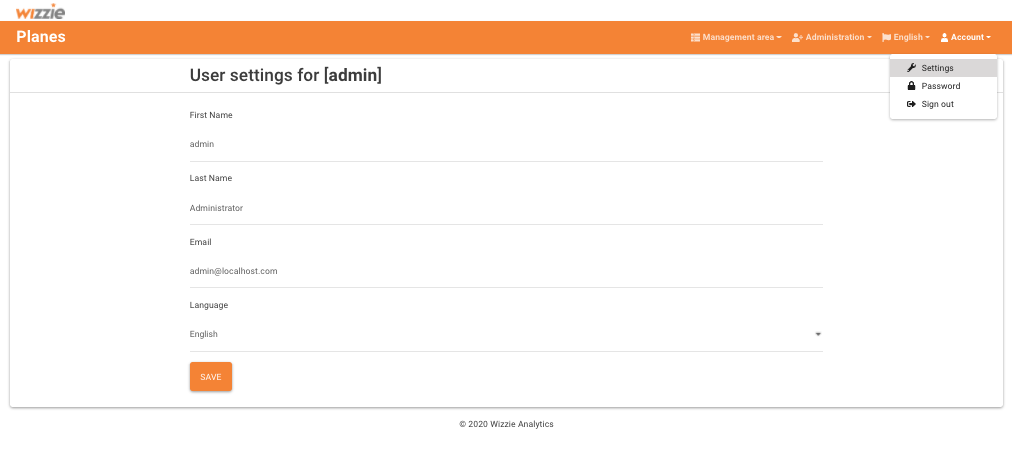 wizzie
Planes
Management area
Administration
English
Account
Settings
Password
Sign out
User settings for [admin]
First Name
admin
Last Name
Administrator
Email
admin@localhost.com
Language
English
SAVE
© 2020 Wizzie Analytics